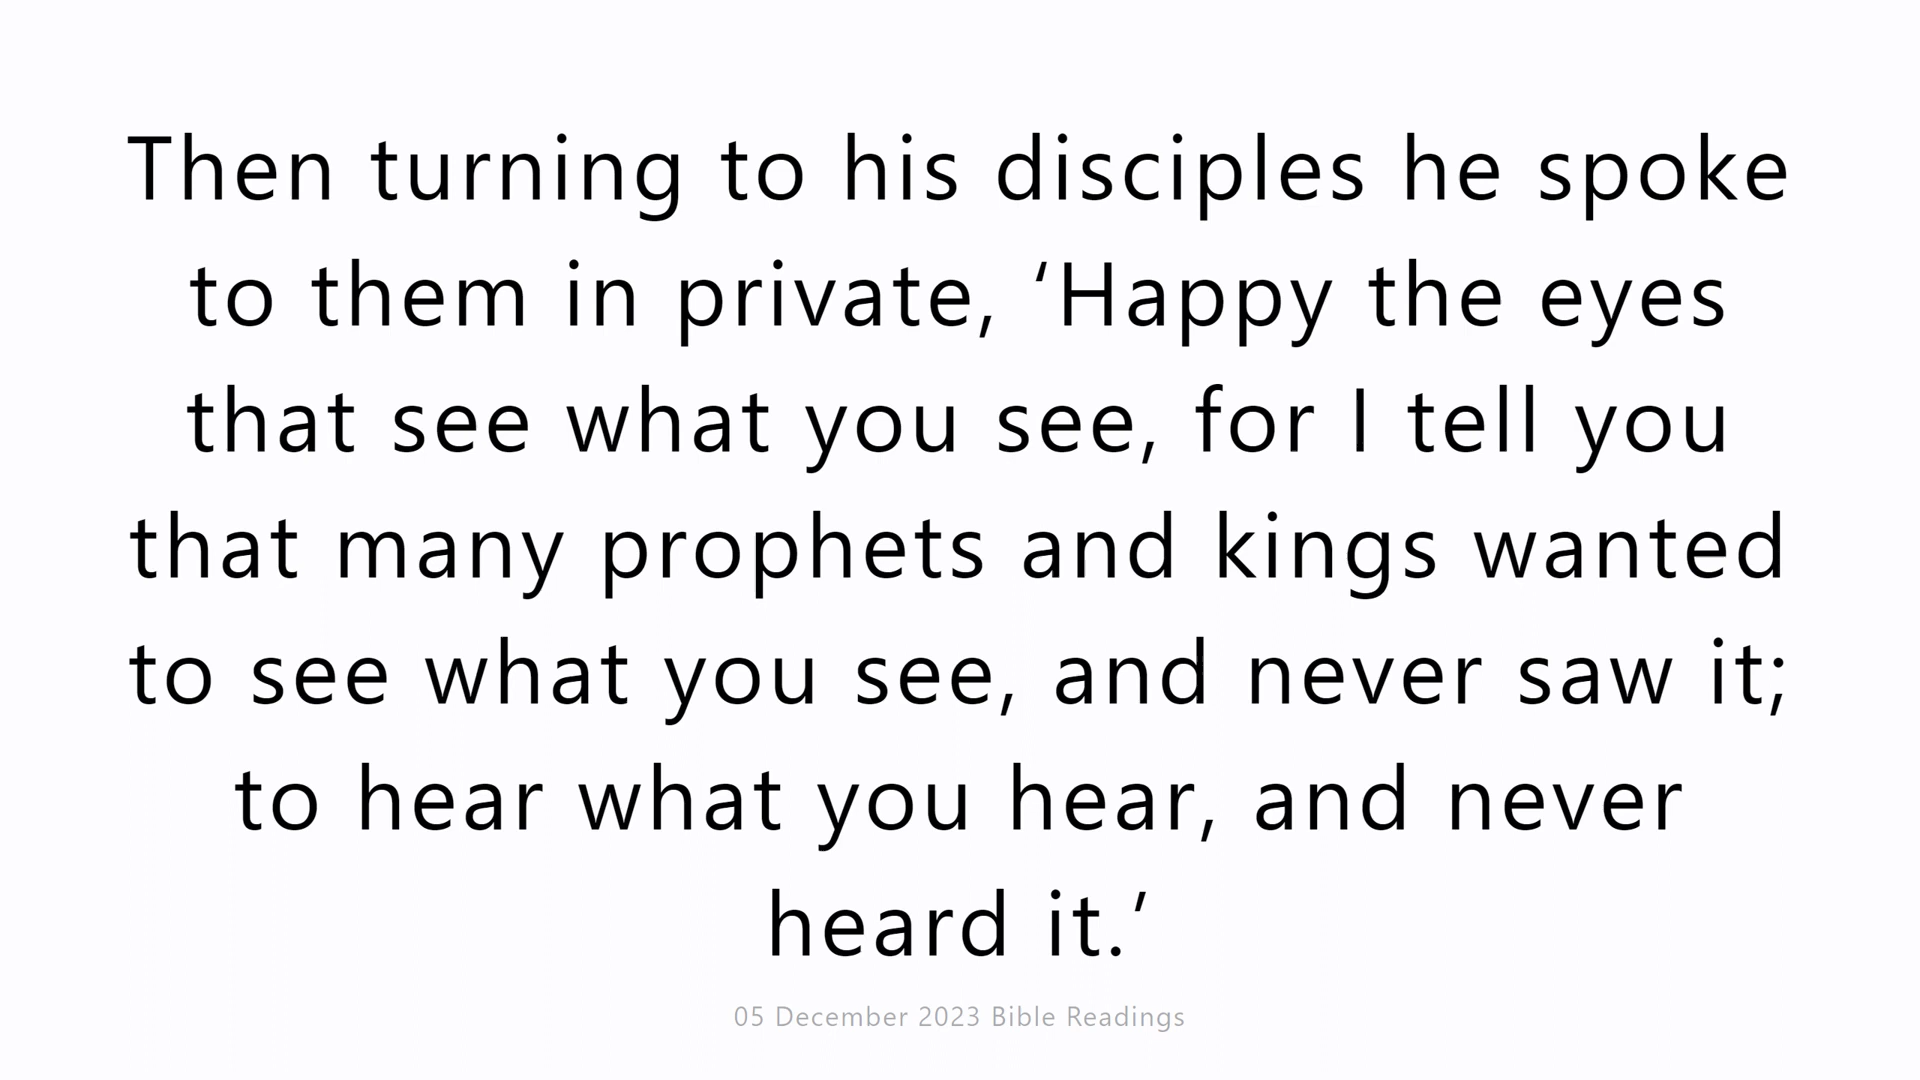 Then turning to his disciples he spoke
to them in private, ‘Happy the eyes
that see what you see, for I tell you
that many prophets and kings wanted
to see what you see, and never saw it;
to hear what you hear, and never
heard it.’
05 December 2023 Bible Readings